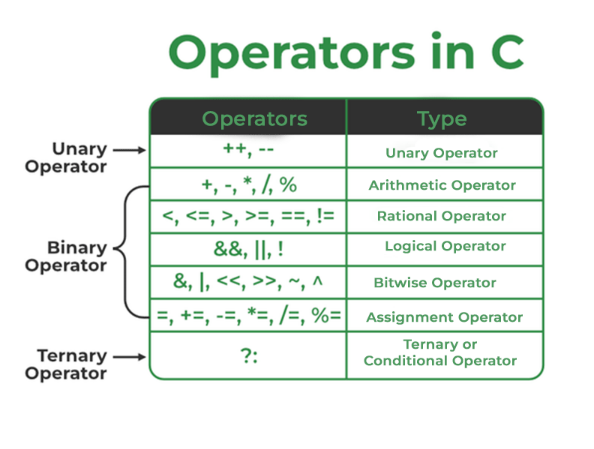 Operators in C
Operators Type
Unary
Operator
++, -- Unary Operator
+, -, *, /, % Arithmetic Operator
<, <=, >, >=, ==, != Rational Operator
Binary
Operator
&&, ||, ! Logical Operator
&, |, <<, >>, ~, ^ Bitwise Operator
=, +=, -=, *=, /=, %= Assignment Operator
Ternary
Operator
?: Ternary or
Conditional Operator